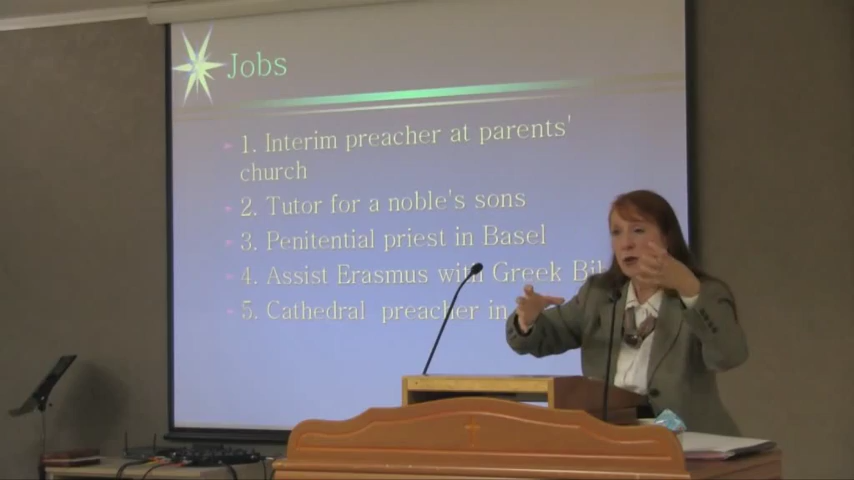 Jobs
1. Interim preacher at parents'
church
2. Tutor for a noble's sons
3. Penitential priest in Basel
4. Assist Erasmus with Greek
5. Cathedral preacher in